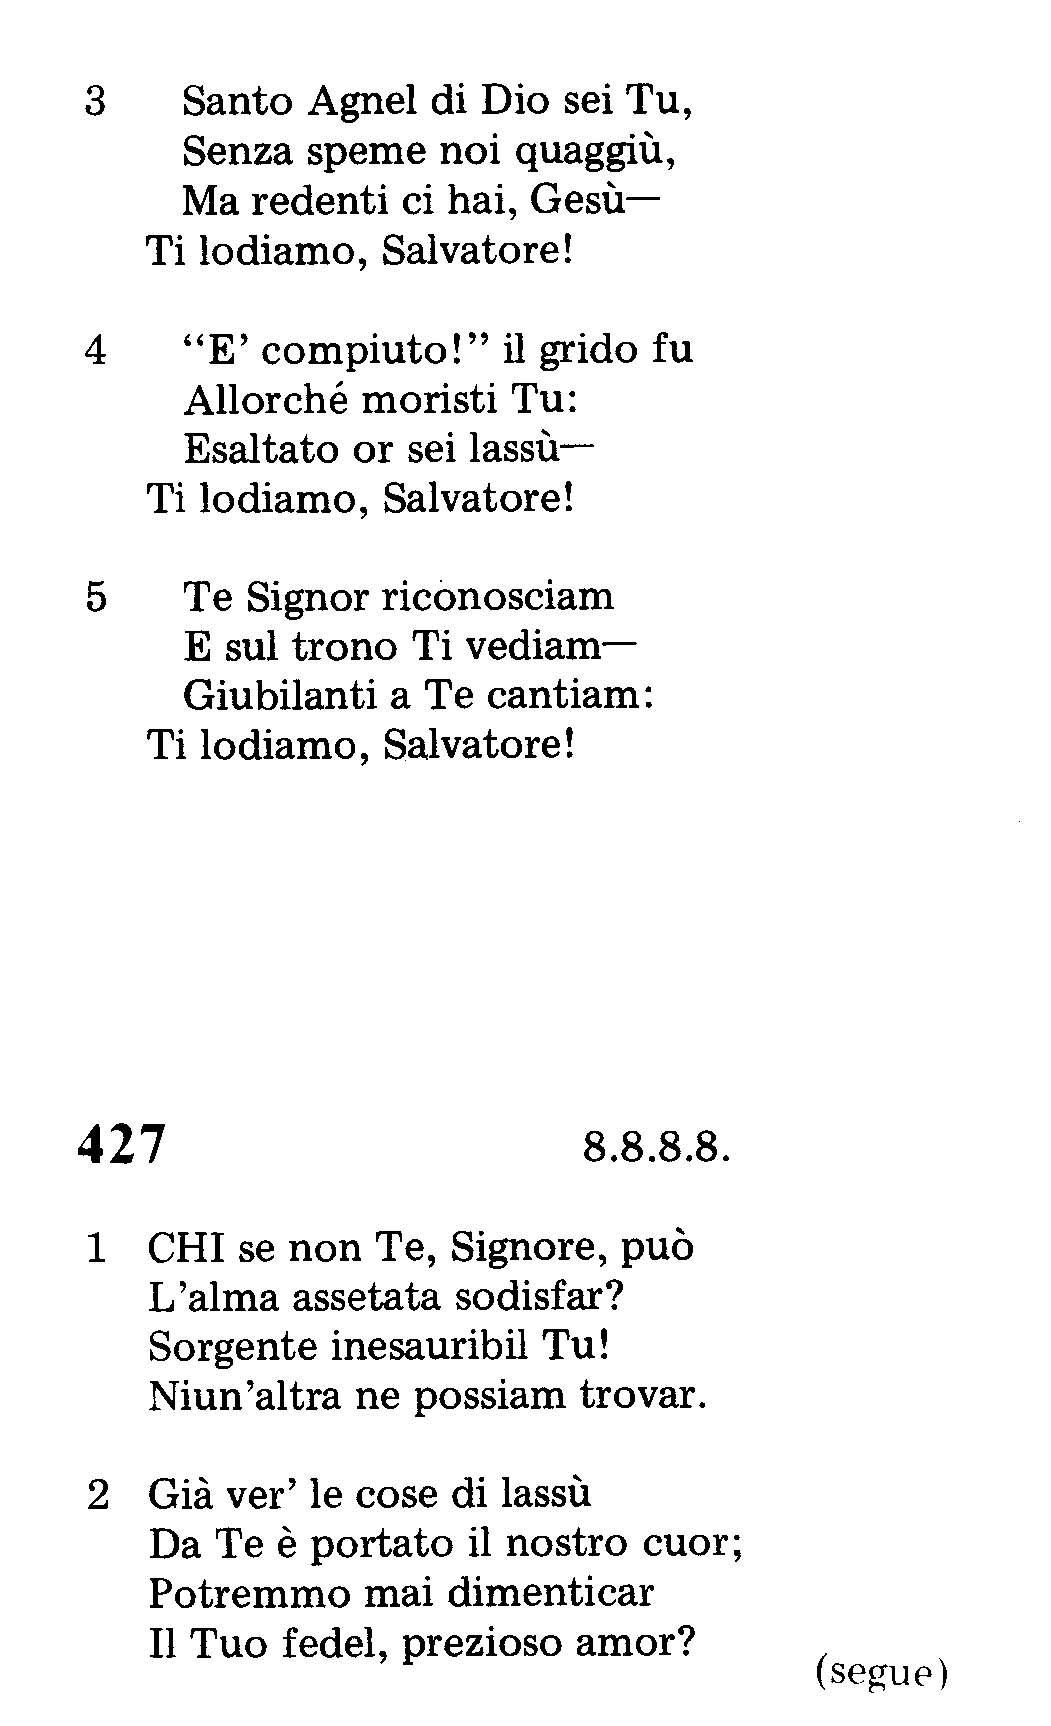 3 Santo Agnel di Dio sei Tu,
Senza speme noi quaggiù,
Ma redenti ci hai, Gesù—
Ti lodiamo, Salvatore!
4 “E’ compiuto!” il grido fu
Allorché moristi Tu:
Esaltato or sei lassù—
Ti lodiamo, Salvatore!
5 Te Signor riconosciam
E sul trono Ti vediam—
Giubilanti a Te cantiam:
Ti lodiamo, Salvatore!
427 8.8.8.8.
1 CHI se non Te, Signore, può
L’alma assetata sodisfar?
Sorgente inesauribil Tu!
Niun’altra ne possiam trovar.
2 Già ver’ le cose di lassù
Da Te è portato il nostro cuor;
Potremmo mai dimenticar
Il Tuo fedel, prezioso amor?
(segue)